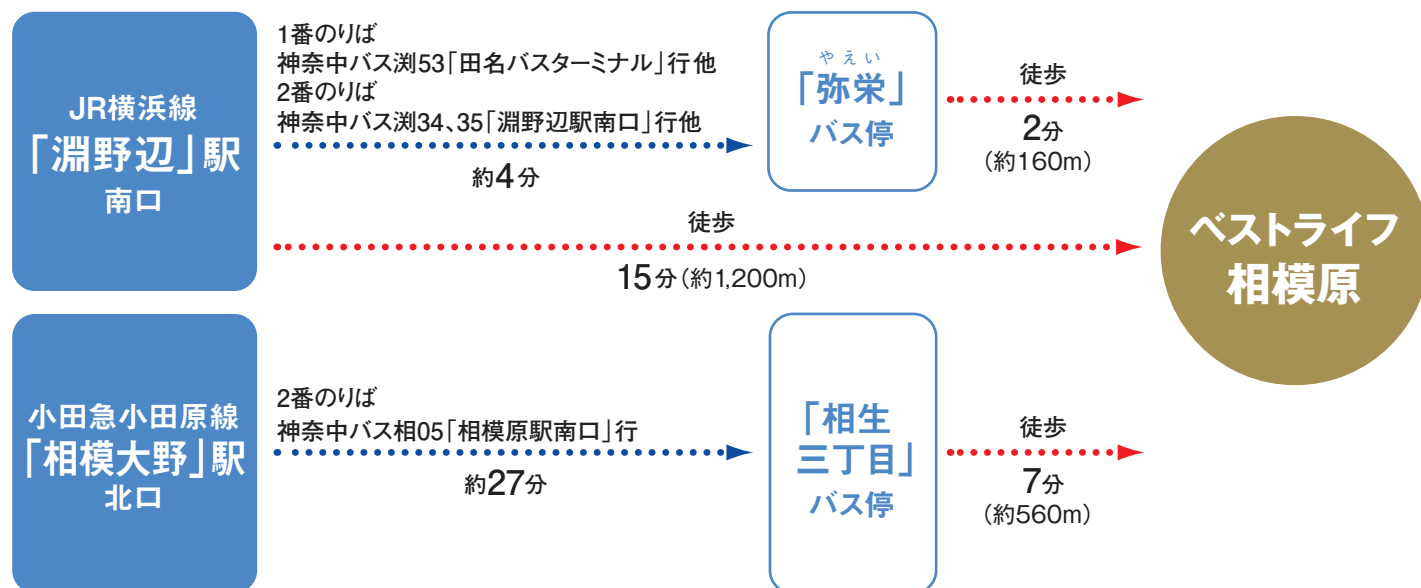 JR横浜線
「淵野辺」駅
南口
1番のりば
神奈中バス渕53「田名バスターミナル」行他
2番のりば
神奈中バス渕34、35「淵野辺駅南口」行他
約4分
やえい
「弥栄」
バス停
徒歩
2分
(約160m)
徒歩
15分(約1,200m)
ベストライフ
相模原
小田急小田原線
「相模大野」駅
北口
2番のりば
神奈中バス相05「相模原駅南口」行
約27分
「相生
三丁目」
バス停
徒歩
7分
(約560m)